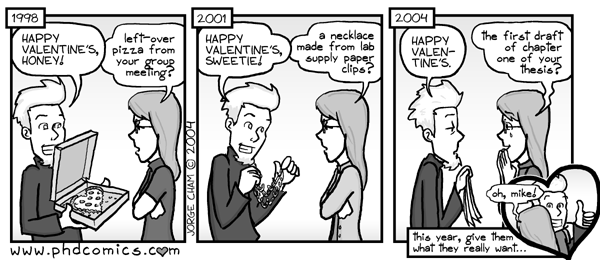 1998
HAPPY
VALENTINE'S,
HONEY!
left-over
pizza from
your group
meeting?
2001
HAPPY
VALENTINE'S,
SWEETIE!
a necklace
made from lab
supply paper
clips?
2004
HAPPY
VALEN-
TINE'S.
the first draft
of chapter
one of your
thesis?
oh, mike!
this year, give them
what they really want...
JORGE CHAM © 2004
www.phdcomics.com